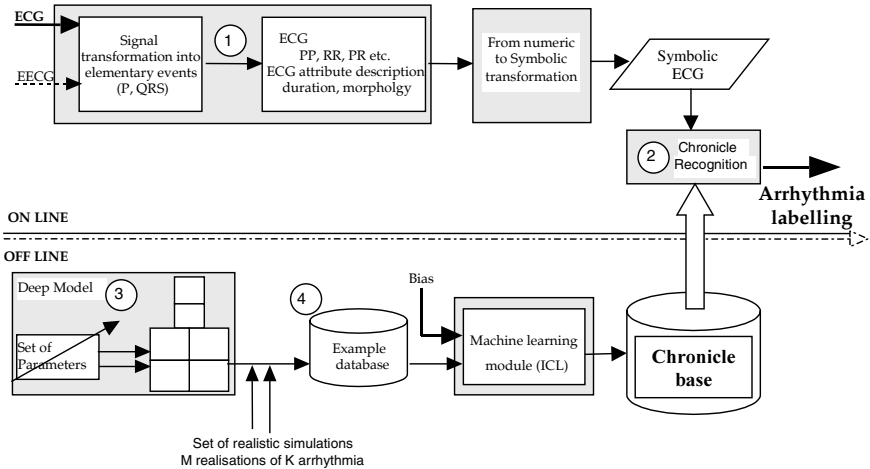 ECG
EECG
Signal
transformation into
elementary events
(P, QRS)
1
ECG
PP, RR, PR etc.
ECG attribute description
duration, morpholgy
From numeric
to Symbolic
transformation
Symbolic
ECG
2
Chronicle
Recognition
Arrhythmia
labelling
ON LINE
OFF LINE
Deep Model
3
Set of
Parameters
4
Example
database
Bias
Machine learning
module (ICL)
Chronicle
base
Set of realistic simulations
M realisations of K arrhythmia